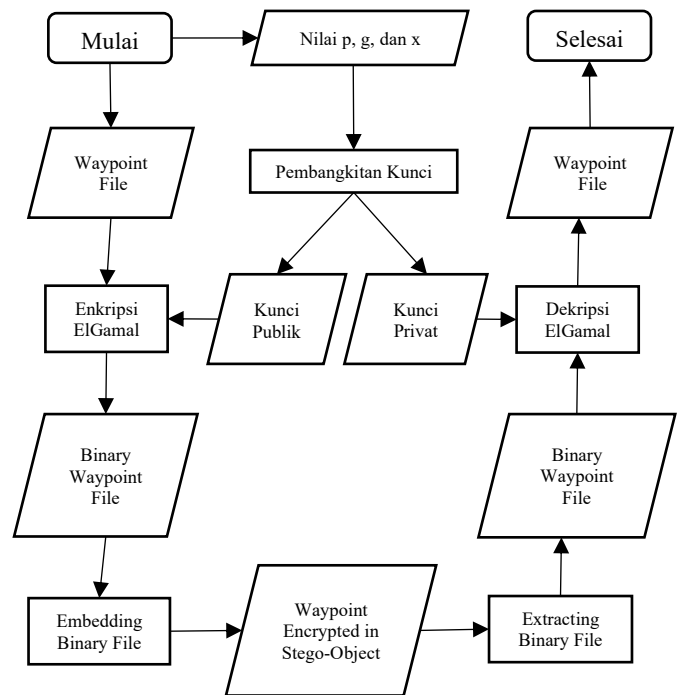 Mulai
Nilai p, g, dan x
Selesai
Waypoint
File
Pembangkitan Kunci
Waypoint
File
Enkripsi
ElGamal
Kunci
Publik
Kunci
Privat
Dekripsi
ElGamal
Binary
Waypoint
File
Binary
Waypoint
File
Embedding
Binary File
Waypoint
Encrypted in
Stego-Object
Extracting
Binary File